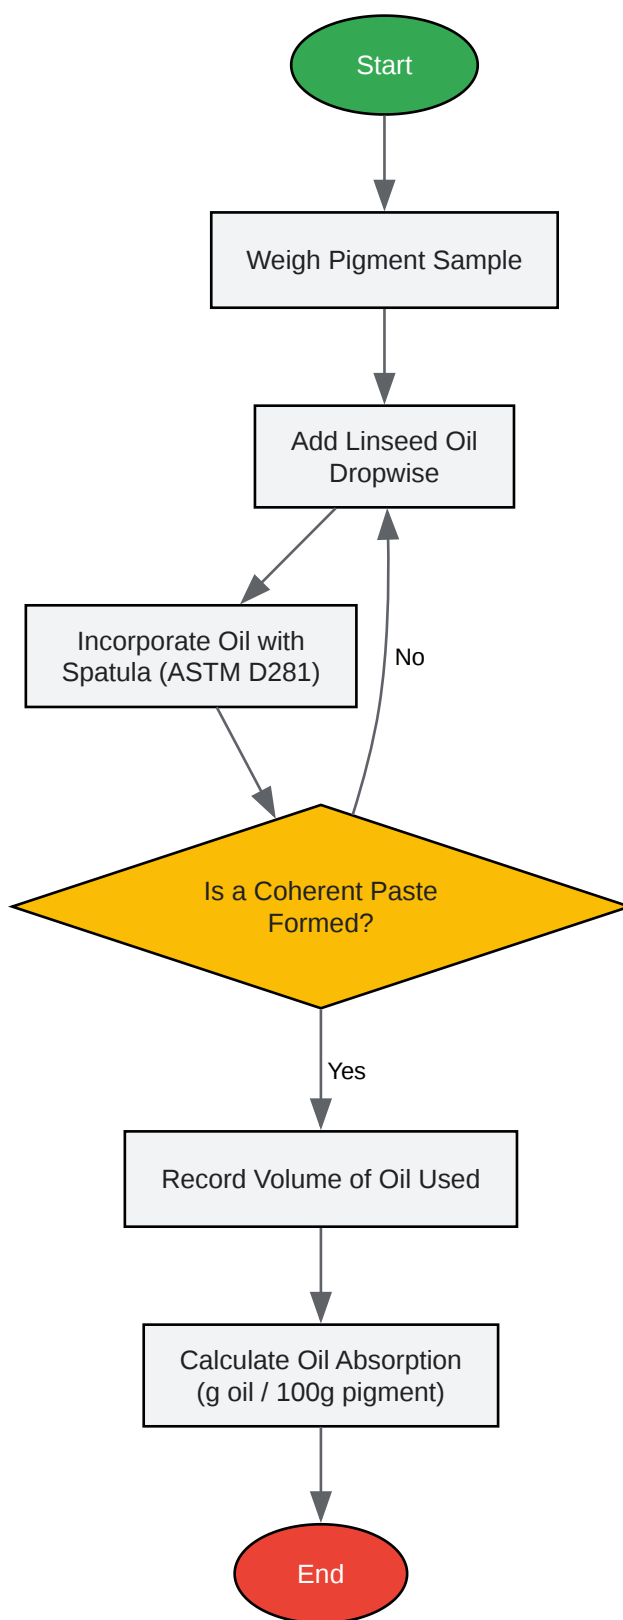 Start
Weigh Pigment Sample
Add Linseed Oil
Dropwise
Incorporate Oil with
Spatula (ASTM D281)
No
Is a Coherent Paste
Formed?
Yes
Record Volume of Oil Used
Calculate Oil Absorption
(g oil / 100g pigment)
End